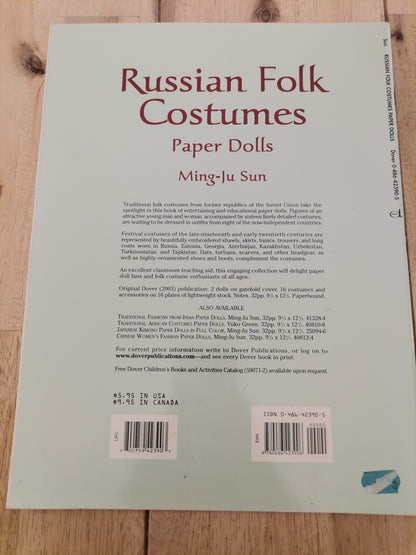 Russian Folk
Costumes
Paper Dolls
Ming-Ju Sun
Traditional folk costumes from former republics of the Soviet Union take the
spotlight in this book of entertaining and educational paper dolls. Figures of an
attractive young man and woman, accompanied by sixteen finely detailed costumes,
are waiting to be dressed in outfits from eight of the now-independent countries.
Festival costumes of the late-nineteenth and early-twentieth centuries are
represented by beautifully embroidered shawls, skirts, tunics, trousers, and long
coats worn in Russia, Estonia, Georgia, Azerbaijan, Kazakhstan, Uzbekistan,
Turkmenistan, and Tajikistan. Hats, turbans, scarves, and other headgear, as
well as highly ornamented shoes and boots, complement the costumes.
An excellent classroom teaching aid, this engaging collection will delight paper
doll fans and folk costume enthusiasts of all ages.
Original Dover (2003) publication. 2 dolls on gatefold cover. 16 costumes and
accessories on 16 plates of lightweight stock. Notes. 32pp. 9¼ x 12¼. Paperbound.
ALSO AVAILABLE
TRADITIONAL FASHIONS FROM INDIA PAPER DOLLS, Ming-Ju Sun. 32pp. 9¼ x 12¼. 41328-4
TRADITIONAL AFRICAN COSTUMES PAPER DOLLS, Yuko Green. 32pp. 9¼ x 12¼. 40810-8
JAPANESE KIMONO PAPER DOLLS IN FULL COLOR, Ming-Ju Sun. 32pp. 9¼ x 12¼. 25094-6
CHINESE WOMEN'S FASHION PAPER DOLLS, Ming-Ju Sun. 32pp. 9¼ x 12¼. 40812-4
For current price information write to Dover Publications, or log on to
www.doverpublications.com—and see every Dover book in print.
Free Dover Children's Books and Activities Catalog (59071-2) available upon request.
$5.95 IN USA
$9.95 IN CANADA
UPC
ISBN 0-486-42390-5
90000
EAN
9 780486 423906
Sun RUSSIAN FOLK COSTUMES PAPER DOLLS Dover 0-486-42390-5